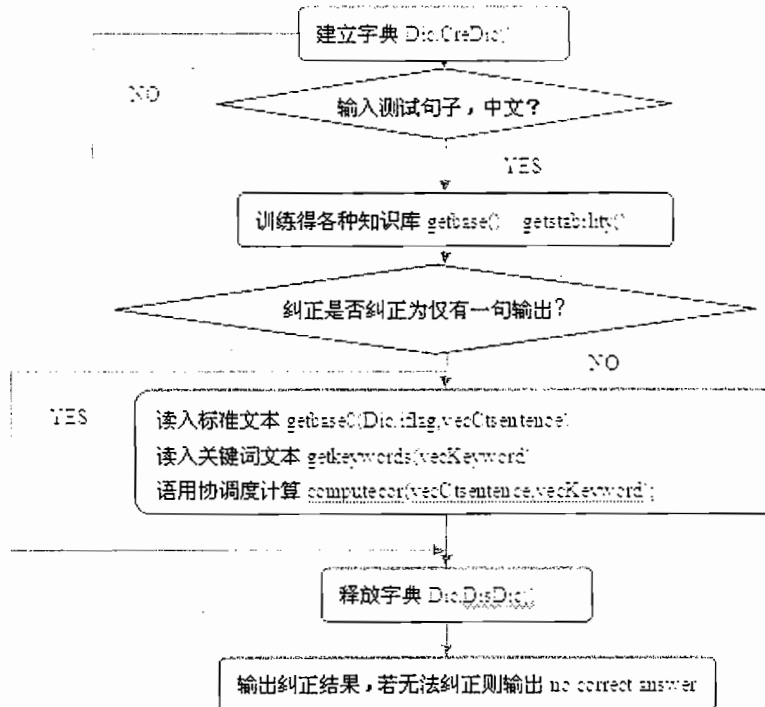 建立字典 Dic.CreDic()
NO
输入测试句子，中文？
YES
训练得各种知识库 getbase() getstability()
纠正是否纠正为仅有一句输出？
NO
YES
读入标准文本 getbase0(Dic,iflag,vecCtsentence)
读入关键词文本 getkeywords(vecKeyword)
语用协调度计算 computecor(vecCtsentence,vecKeyword);
释放字典 Dic.DisDic()
输出纠正结果，若无法纠正则输出 no correct answer